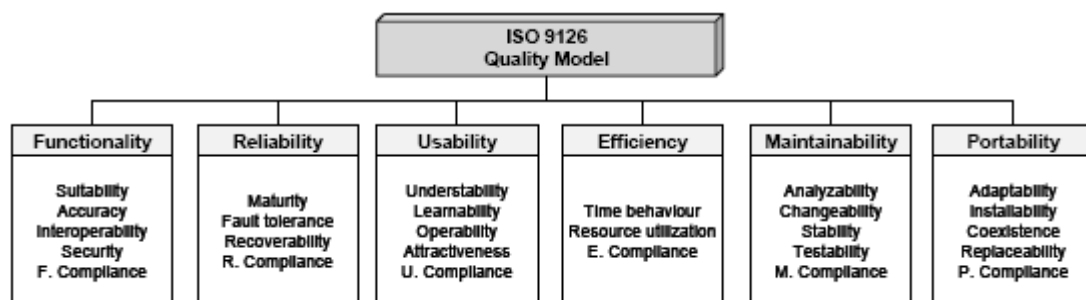 ISO 9126
Quality Model
Functionality
Suitability
Accuracy
Interoperability
Security
F. Compliance
Reliability
Maturity
Fault tolerance
Recoverability
R. Compliance
Usability
Understability
Learnability
Operability
Attractiveness
U. Compliance
Efficiency
Time behaviour
Resource utilization
E. Compliance
Maintainability
Analyzability
Changeability
Stability
Testability
M. Compliance
Portability
Adaptability
Installability
Coexistence
Replaceability
P. Compliance